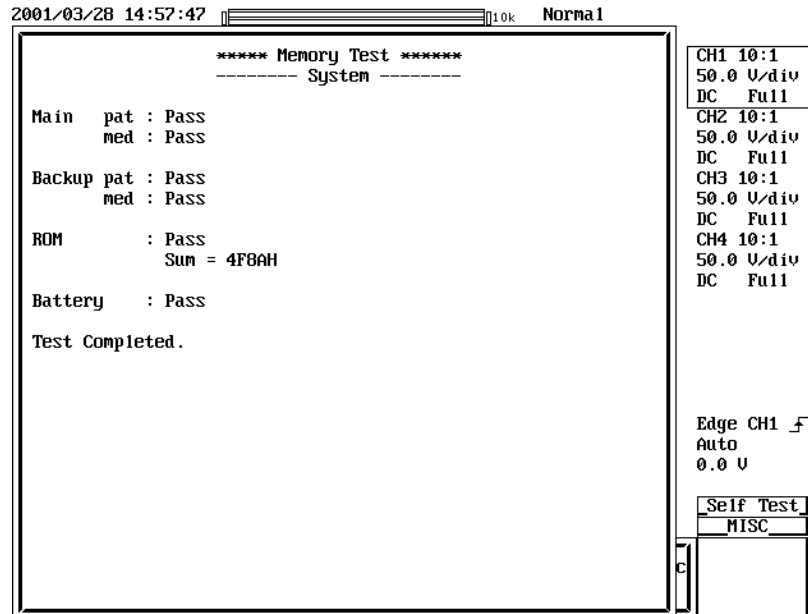 2001/03/28 14:57:47 10k Normal
***** Memory Test ******
-------- System --------
Main pat : Pass
med : Pass
Backup pat : Pass
med : Pass
ROM : Pass
Sum = 4F8AH
Battery : Pass
Test Completed.
CH1 10:1
50.0 V/div
DC Full
CH2 10:1
50.0 V/div
DC Full
CH3 10:1
50.0 V/div
DC Full
CH4 10:1
50.0 V/div
DC Full
Edge CH1
Auto
0.0 V
Self Test
MISC
C